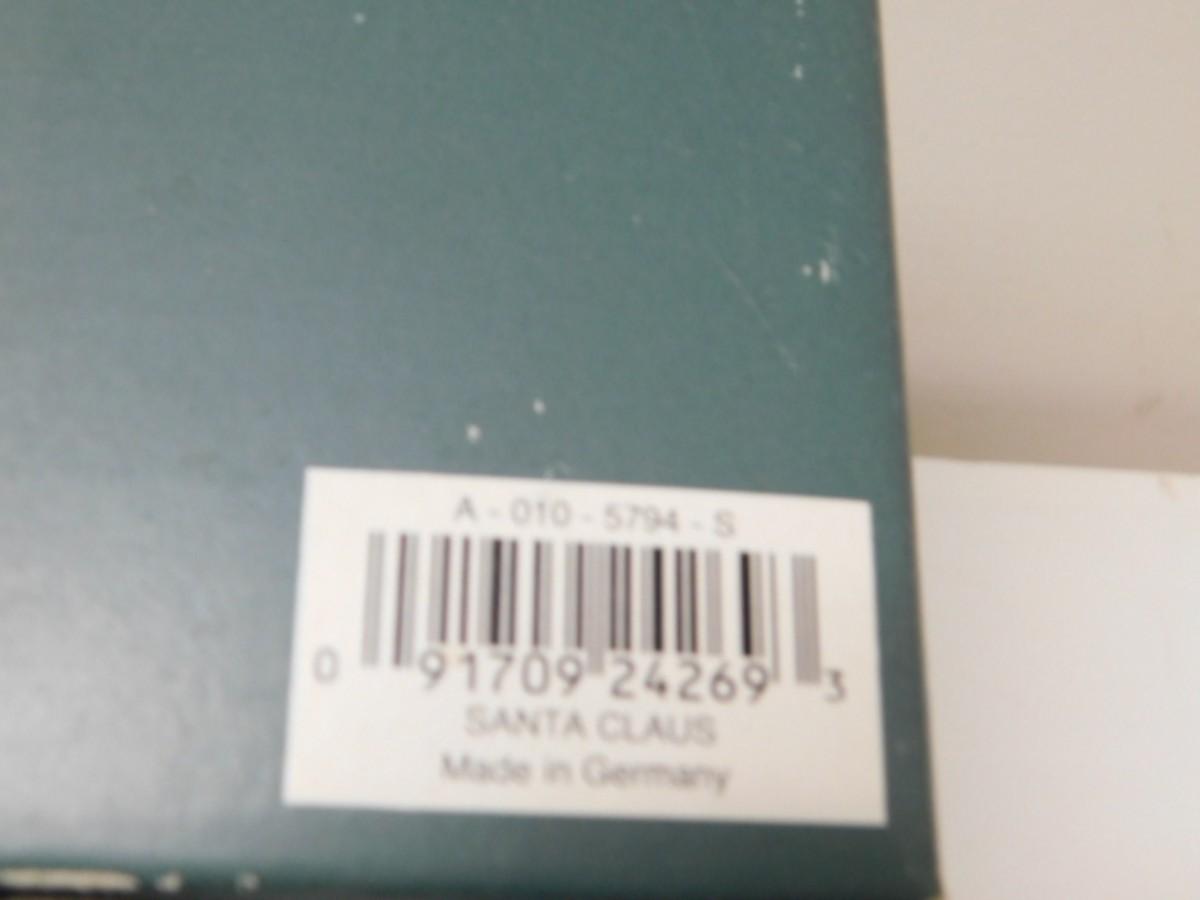 A - 010 - 5794 - S
0 91709 24269 3
SANTA CLAUS
Made in Germany